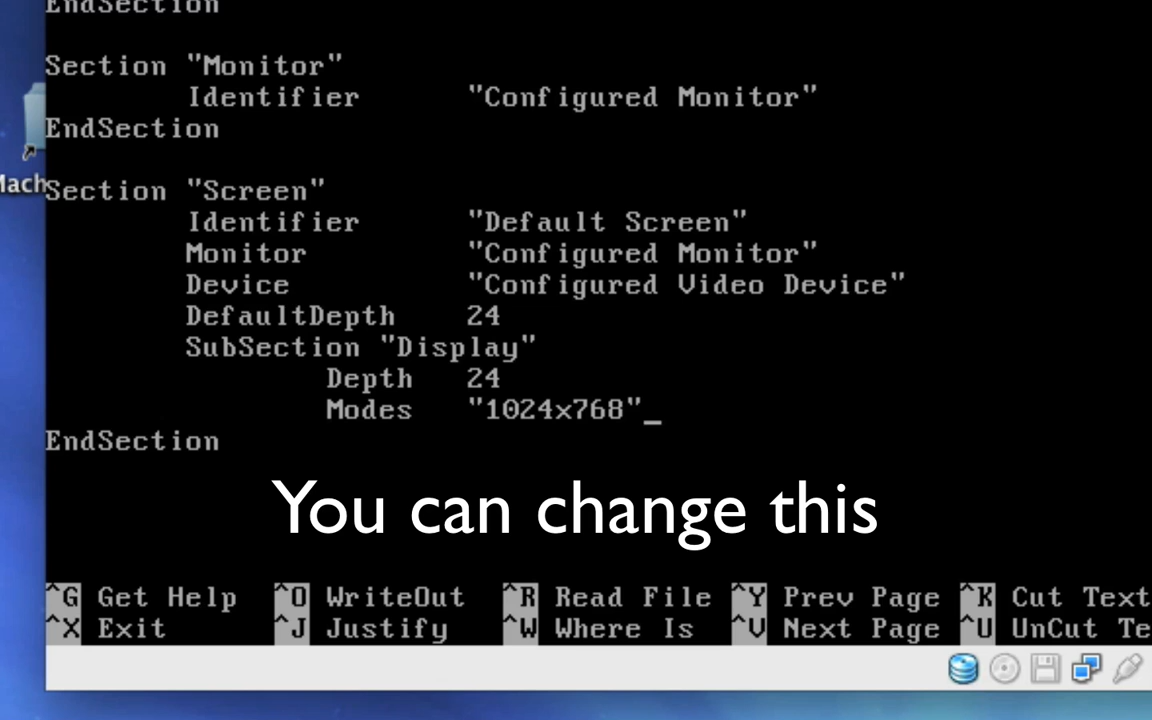 EndSection
Section "Monitor"
Identifier "Configured Monitor"
EndSection
Section "Screen"
Identifier "Default Screen"
Monitor "Configured Monitor"
Device "Configured Video Device"
DefaultDepth 24
SubSection "Display"
Depth 24
Modes "1024x768"_
EndSection
You can change this
^G Get Help ^O WriteOut ^R Read File ^Y Prev Page ^K Cut Text
^X Exit ^J Justify ^W Where Is ^V Next Page ^U UnCut Te